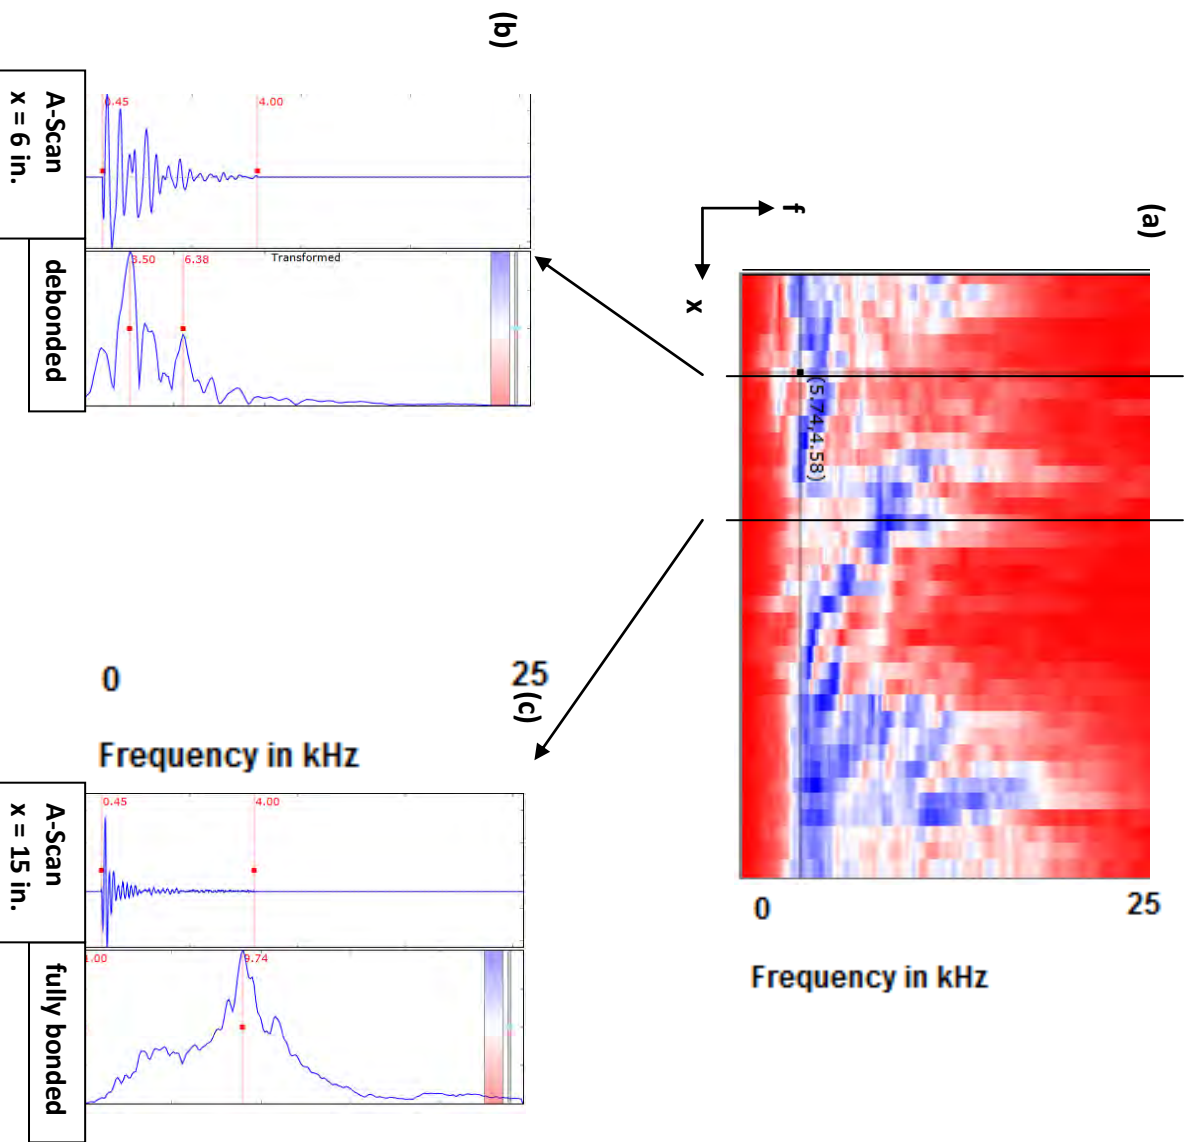 (a)
f
x
(5.74,4.58)
0
25
Frequency in kHz
(b)
0.45
4.00
3.50
6.38
Transformed
A-Scan
x = 6 in.
debonded
0
25
Frequency in kHz
(c)
0.45
4.00
1.00
9.74
A-Scan
x = 15 in.
fully bonded